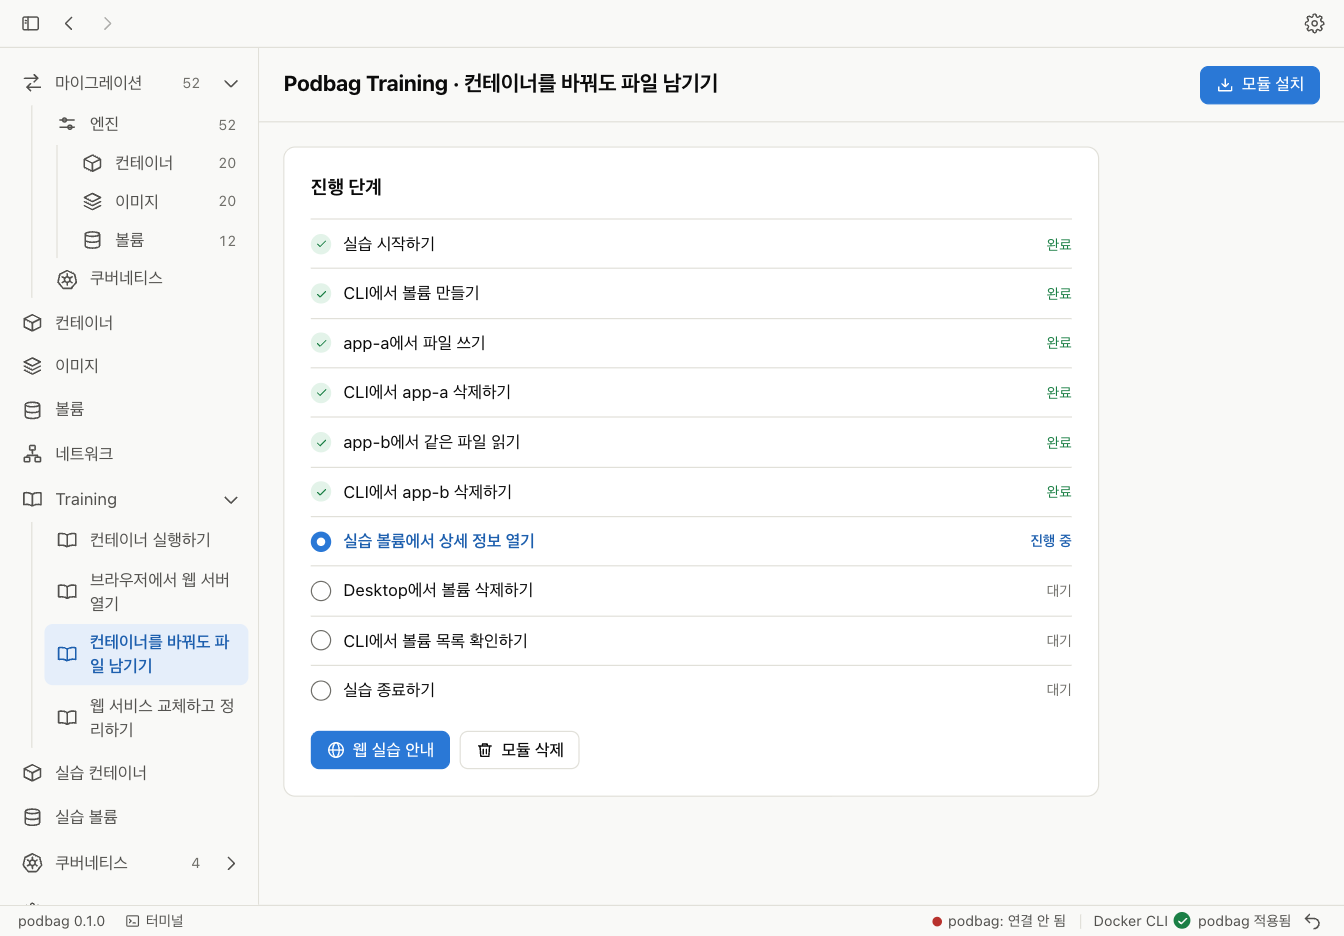 Podbag Training · 컨테이너를 바꿔도 파일 남기기
모듈 설치
마이그레이션 52
엔진 52
컨테이너 20
이미지 20
볼륨 12
쿠버네티스
컨테이너
이미지
볼륨
네트워크
Training
컨테이너 실행하기
브라우저에서 웹 서버
열기
컨테이너를 바꿔도 파
일 남기기
웹 서비스 교체하고 정
리하기
실습 컨테이너
실습 볼륨
쿠버네티스 4
진행 단계
실습 시작하기 완료
CLI에서 볼륨 만들기 완료
app-a에서 파일 쓰기 완료
CLI에서 app-a 삭제하기 완료
app-b에서 같은 파일 읽기 완료
CLI에서 app-b 삭제하기 완료
실습 볼륨에서 상세 정보 열기 진행 중
Desktop에서 볼륨 삭제하기 대기
CLI에서 볼륨 목록 확인하기 대기
실습 종료하기 대기
웹 실습 안내 모듈 삭제
podbag 0.1.0 터미널 podbag: 연결 안 됨 Docker CLI podbag 적용됨